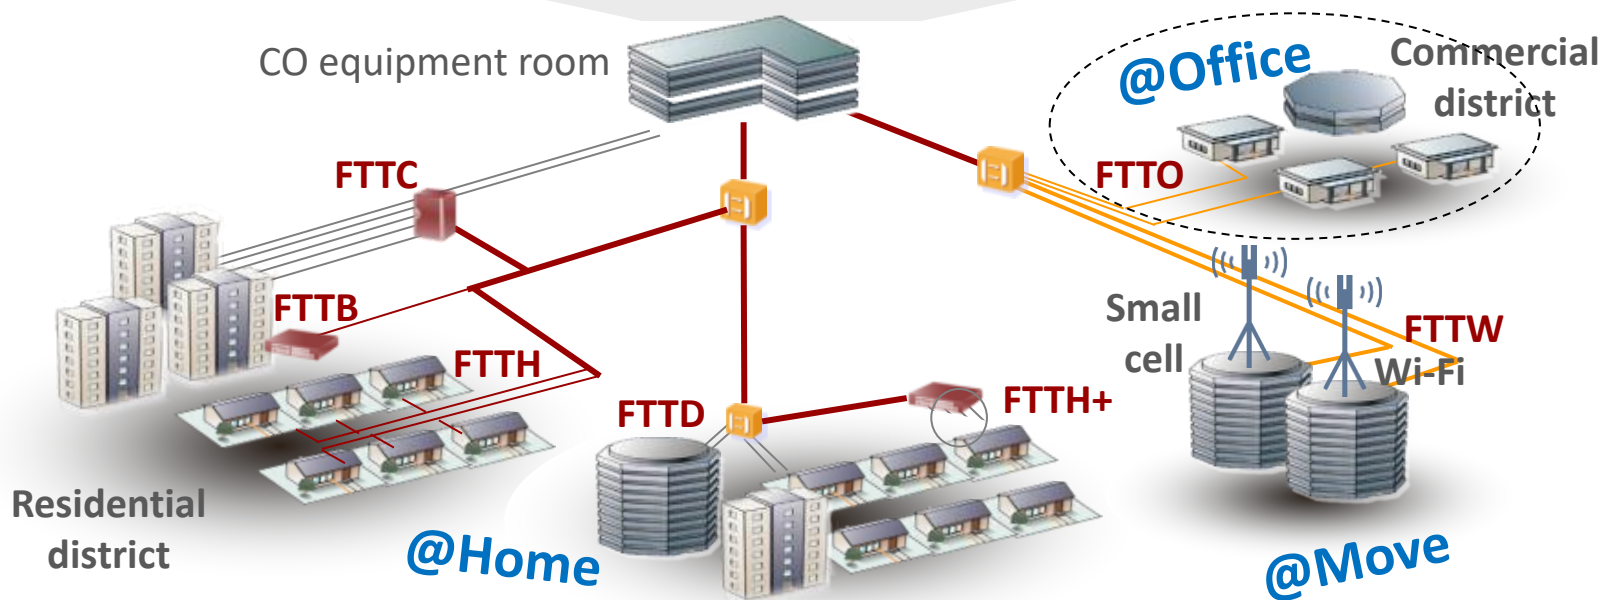 CO equipment room
@Office
Commercial
district
FTTC
FTTO
FTTB
Small
cell
FTTW
Wi-Fi
FTTH
FTTD
FTTH+
Residential
district
@Home
@Move